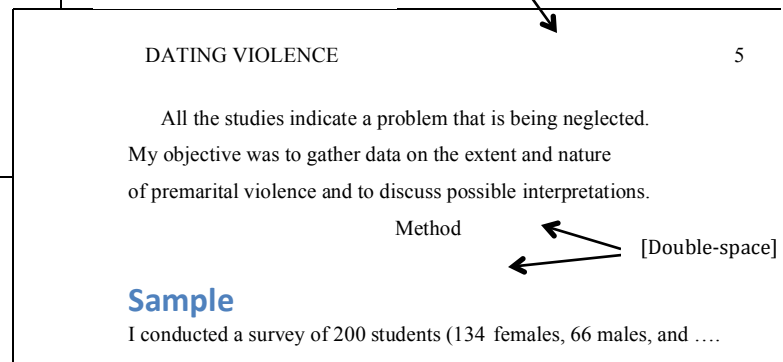 DATING VIOLENCE 5
All the studies indicate a problem that is being neglected.
My objective was to gather data on the extent and nature
of premarital violence and to discuss possible interpretations.
Method
[Double-space]
Sample
I conducted a survey of 200 students (134 females, 66 males, and ….